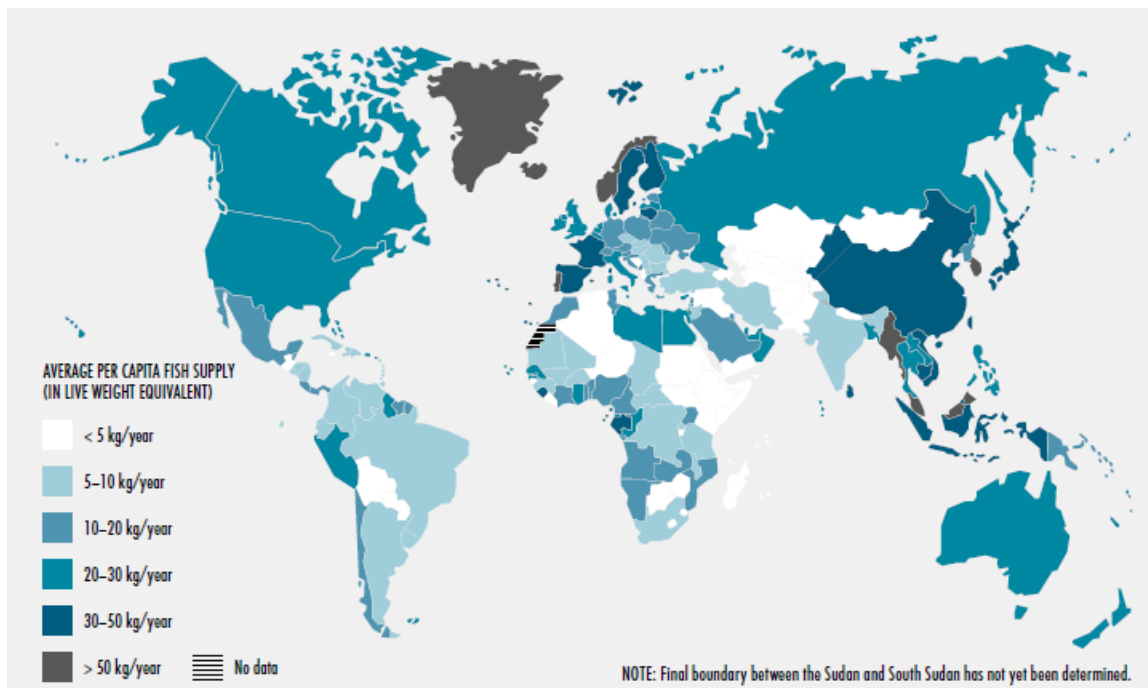 AVERAGE PER CAPITA FISH SUPPLY
(IN LIVE WEIGHT EQUIVALENT)
< 5 kg/year
5–10 kg/year
10–20 kg/year
20–30 kg/year
30–50 kg/year
> 50 kg/year
No data
NOTE: Final boundary between the Sudan and South Sudan has not yet been determined.